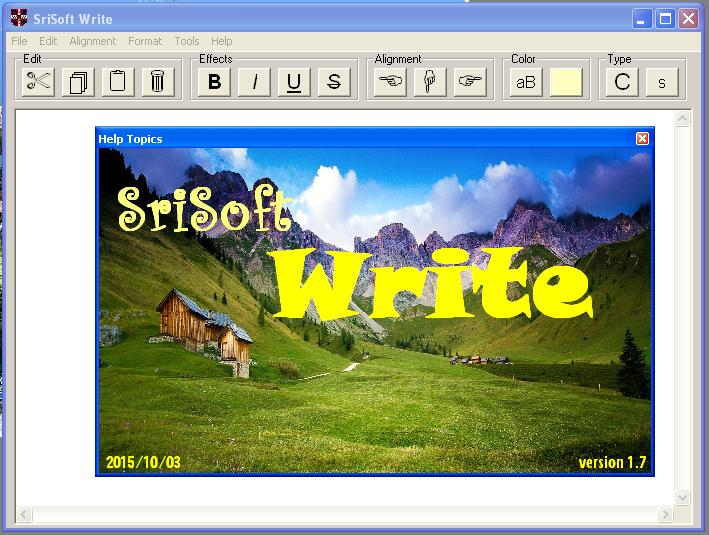 SriSoft Write
File Edit Alignment Format Tools Help
Edit Effects Alignment Color Type
B I U S aB C s
Help Topics
SriSoft
Write
2015/10/03 version 1.7